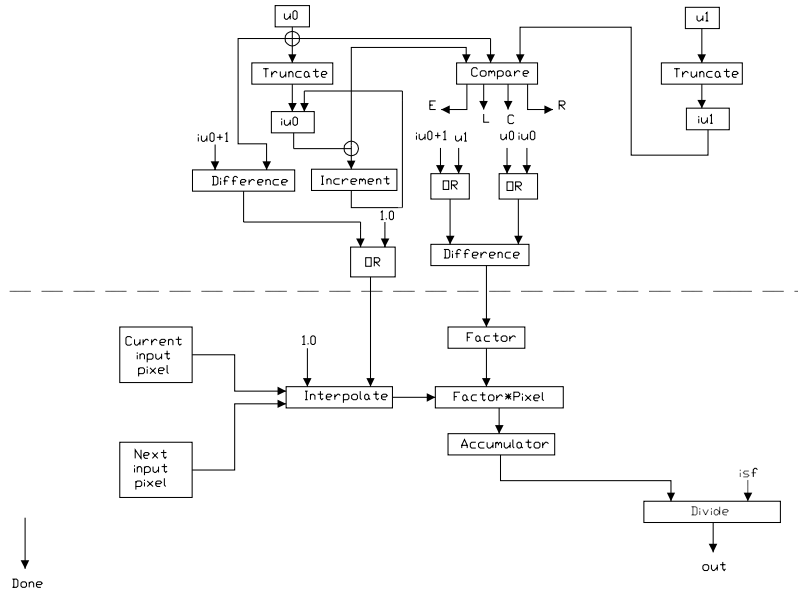 u0
u1
Truncate
Compare
Truncate
E
L
C
R
iu0
iu1
iu0+1
iu0+1 u1
u0 iu0
Difference
Increment
OR
OR
1.0
OR
Difference
Current
input
pixel
1.0
Factor
Interpolate
Factor*Pixel
Next
input
pixel
Accumulator
isf
Divide
out
Done